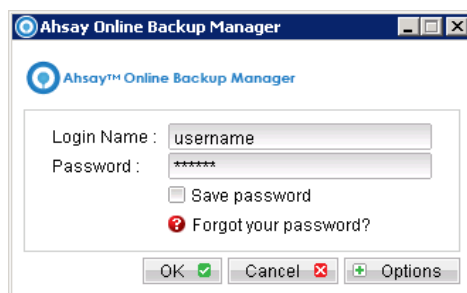 Ahsay Online Backup Manager
Ahsay™ Online Backup Manager
Login Name : username
Password : ******
Save password
Forgot your password?
OK Cancel Options